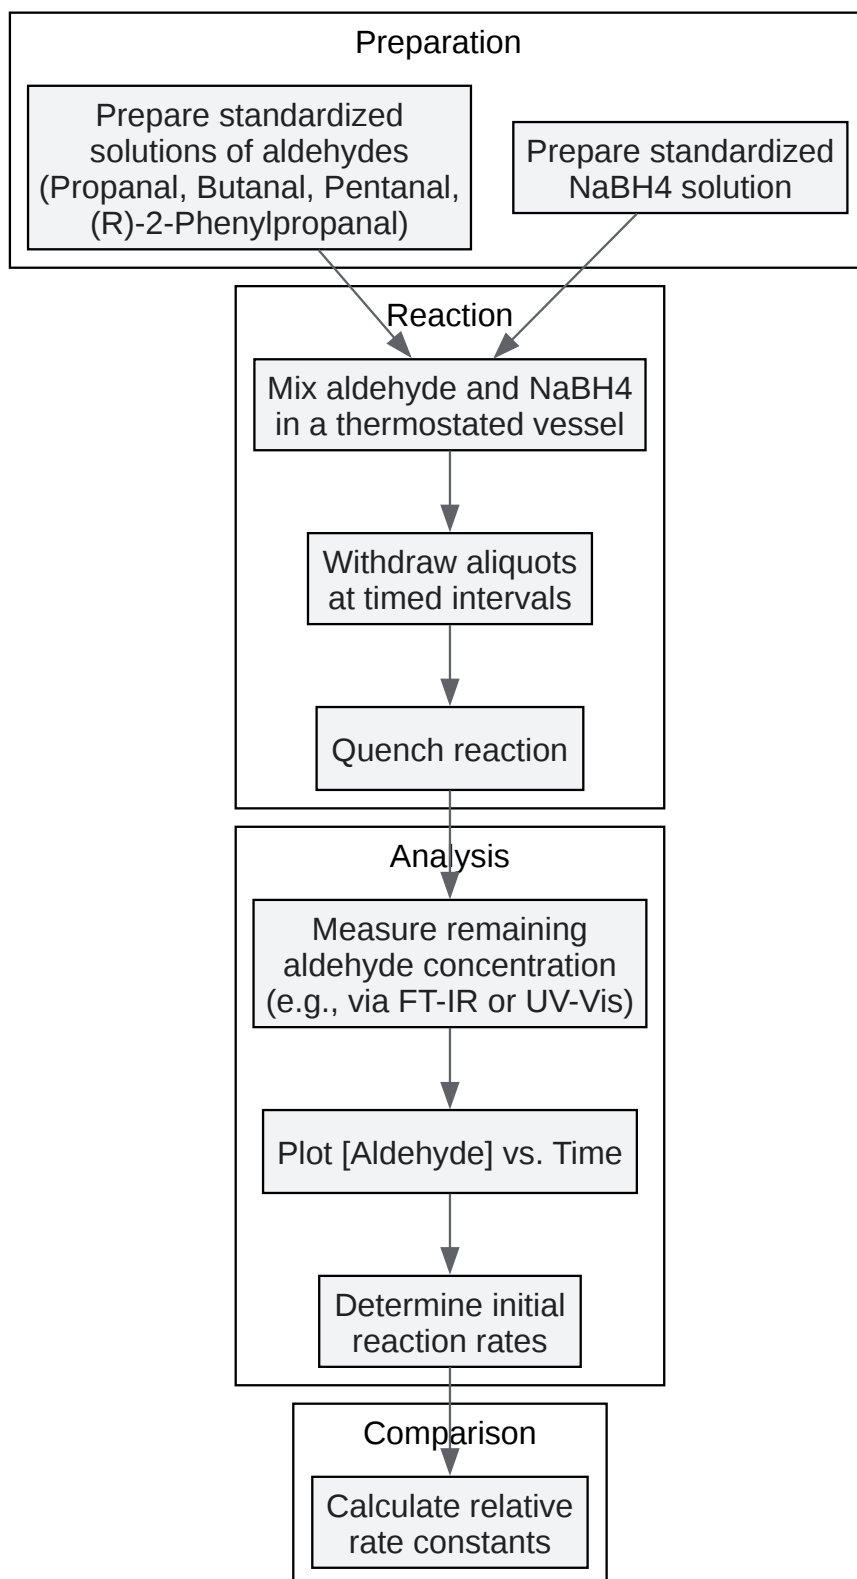 Preparation
Prepare standardized
solutions of aldehydes
(Propanal, Butanal, Pentanal,
(R)-2-Phenylpropanal)
Prepare standardized
NaBH4 solution
Reaction
Mix aldehyde and NaBH4
in a thermostated vessel
Withdraw aliquots
at timed intervals
Quench reaction
Analysis
Measure remaining
aldehyde concentration
(e.g., via FT-IR or UV-Vis)
Plot [Aldehyde] vs. Time
Determine initial
reaction rates
Comparison
Calculate relative
rate constants